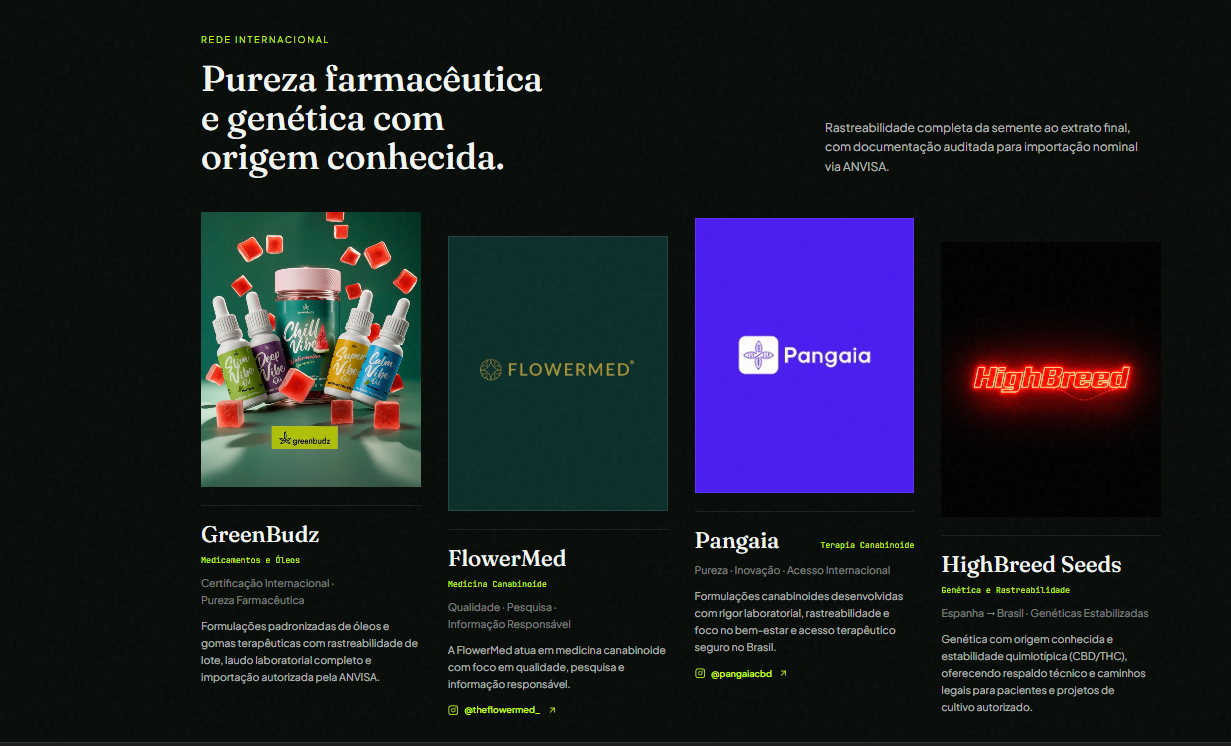 REDE INTERNACIONAL
Pureza farmacêutica
e genética com
origem conhecida.
Rastreabilidade completa da semente ao extrato final,
com documentação auditada para importação nominal
via ANVISA.
greenbudz
Chill
Vibe
Slim
Vibe
Oil
Deep
Vibe
Oil
Super
Vibe
Oil
Calm
Vibe
Oil
greenbudz
GreenBudz
Medicamentos e Óleos
Certificação Internacional ·
Pureza Farmacêutica
Formulações padronizadas de óleos e
gomas terapêuticas com rastreabilidade de
lote, laudo laboratorial completo e
importação autorizada pela ANVISA.
FLOWERMED®
FlowerMed
Medicina Canabinoide
Qualidade · Pesquisa ·
Informação Responsável
A FlowerMed atua em medicina canabinoide
com foco em qualidade, pesquisa e
informação responsável.
@theflowermed_ ↗
Pangaia
Pangaia
Terapia Canabinoide
Pureza · Inovação · Acesso Internacional
Formulações canabinoides desenvolvidas
com rigor laboratorial, rastreabilidade e
foco no bem-estar e acesso terapêutico
seguro no Brasil.
@pangaiacbd ↗
HighBreed
HighBreed Seeds
Genética e Rastreabilidade
Espanha → Brasil · Genéticas Estabilizadas
Genética com origem conhecida e
estabilidade quimiotípica (CBD/THC),
oferecendo respaldo técnico e caminhos
legais para pacientes e projetos de
cultivo autorizado.